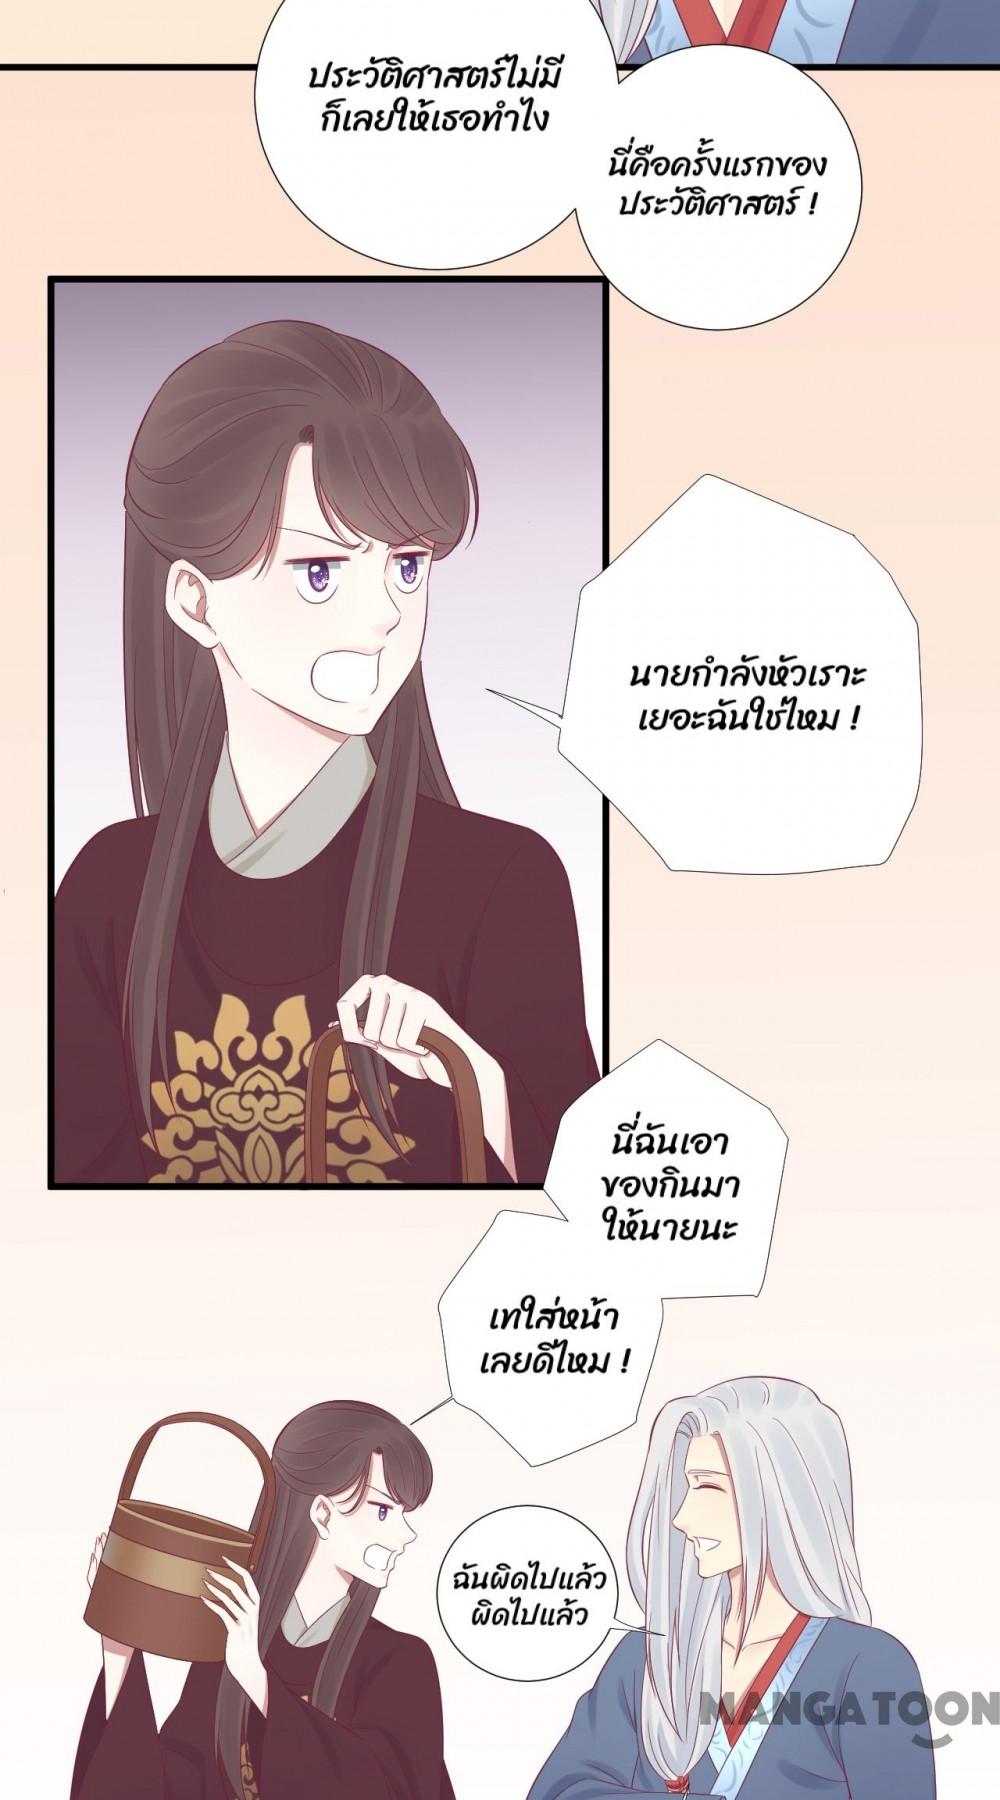 ประวัติศาสตร์ไม่มี
ก็เลยให้เธอทำไง
นี่คือครั้งแรกของ
ประวัติศาสตร์ !
นายกำลังหัวเราะ
เยอะฉันใช่ไหม !
นี่ฉันเอา
ของกินมา
ให้นายนะ
เทใส่หน้า
เลยดีไหม !
ฉันผิดไปแล้ว
ผิดไปแล้ว
MANGATOON